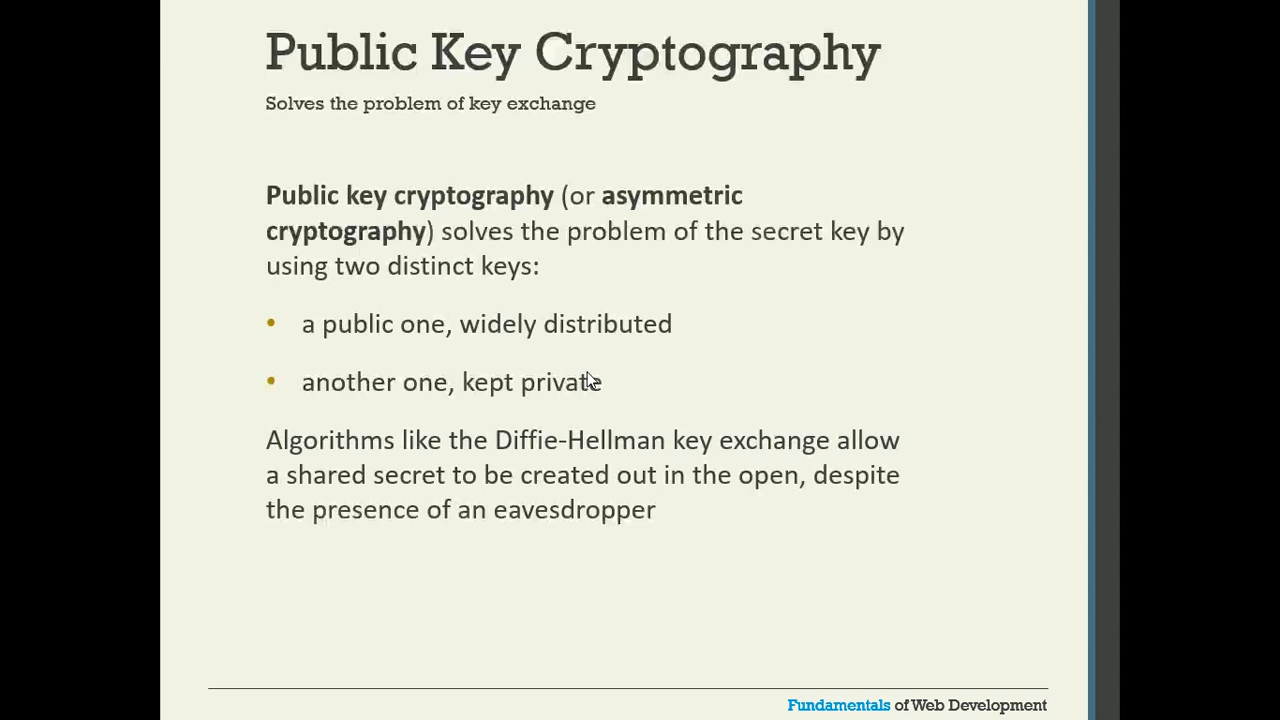 Public Key Cryptography
Solves the problem of key exchange
Public key cryptography (or asymmetric
cryptography) solves the problem of the secret key by
using two distinct keys:
• a public one, widely distributed
• another one, kept private
Algorithms like the Diffie-Hellman key exchange allow
a shared secret to be created out in the open, despite
the presence of an eavesdropper
Fundamentals of Web Development